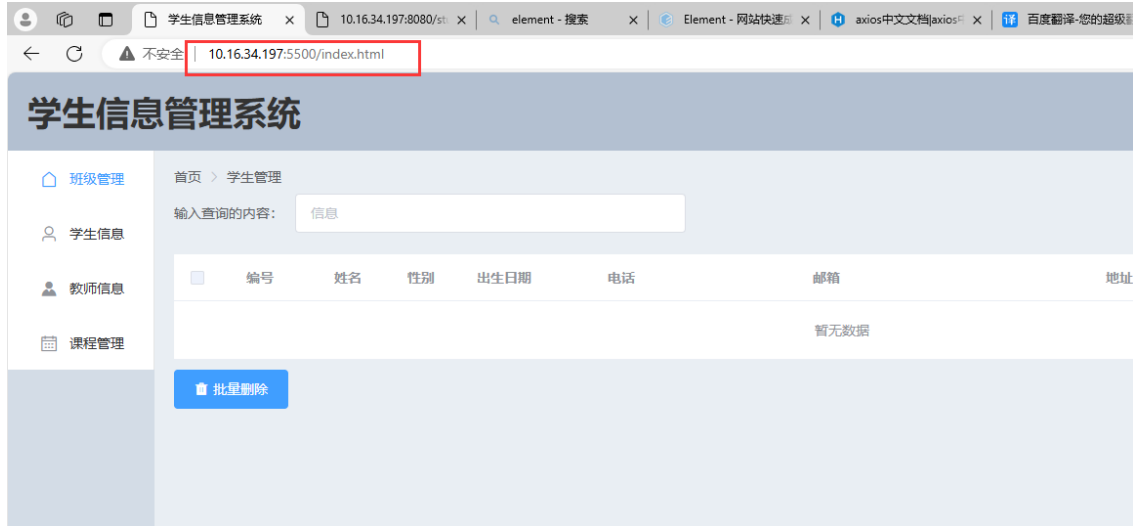 学生信息管理系统
10.16.34.197:8080/st
element - 搜索
Element - 网站快速
axios中文文档|axios
译 百度翻译-您的超级
不安全 10.16.34.197:5500/index.html
学生信息管理系统
班级管理
学生信息
教师信息
课程管理
首页 > 学生管理
输入查询的内容: 信息
编号 姓名 性别 出生日期 电话 邮箱 地址
暂无数据
批量删除